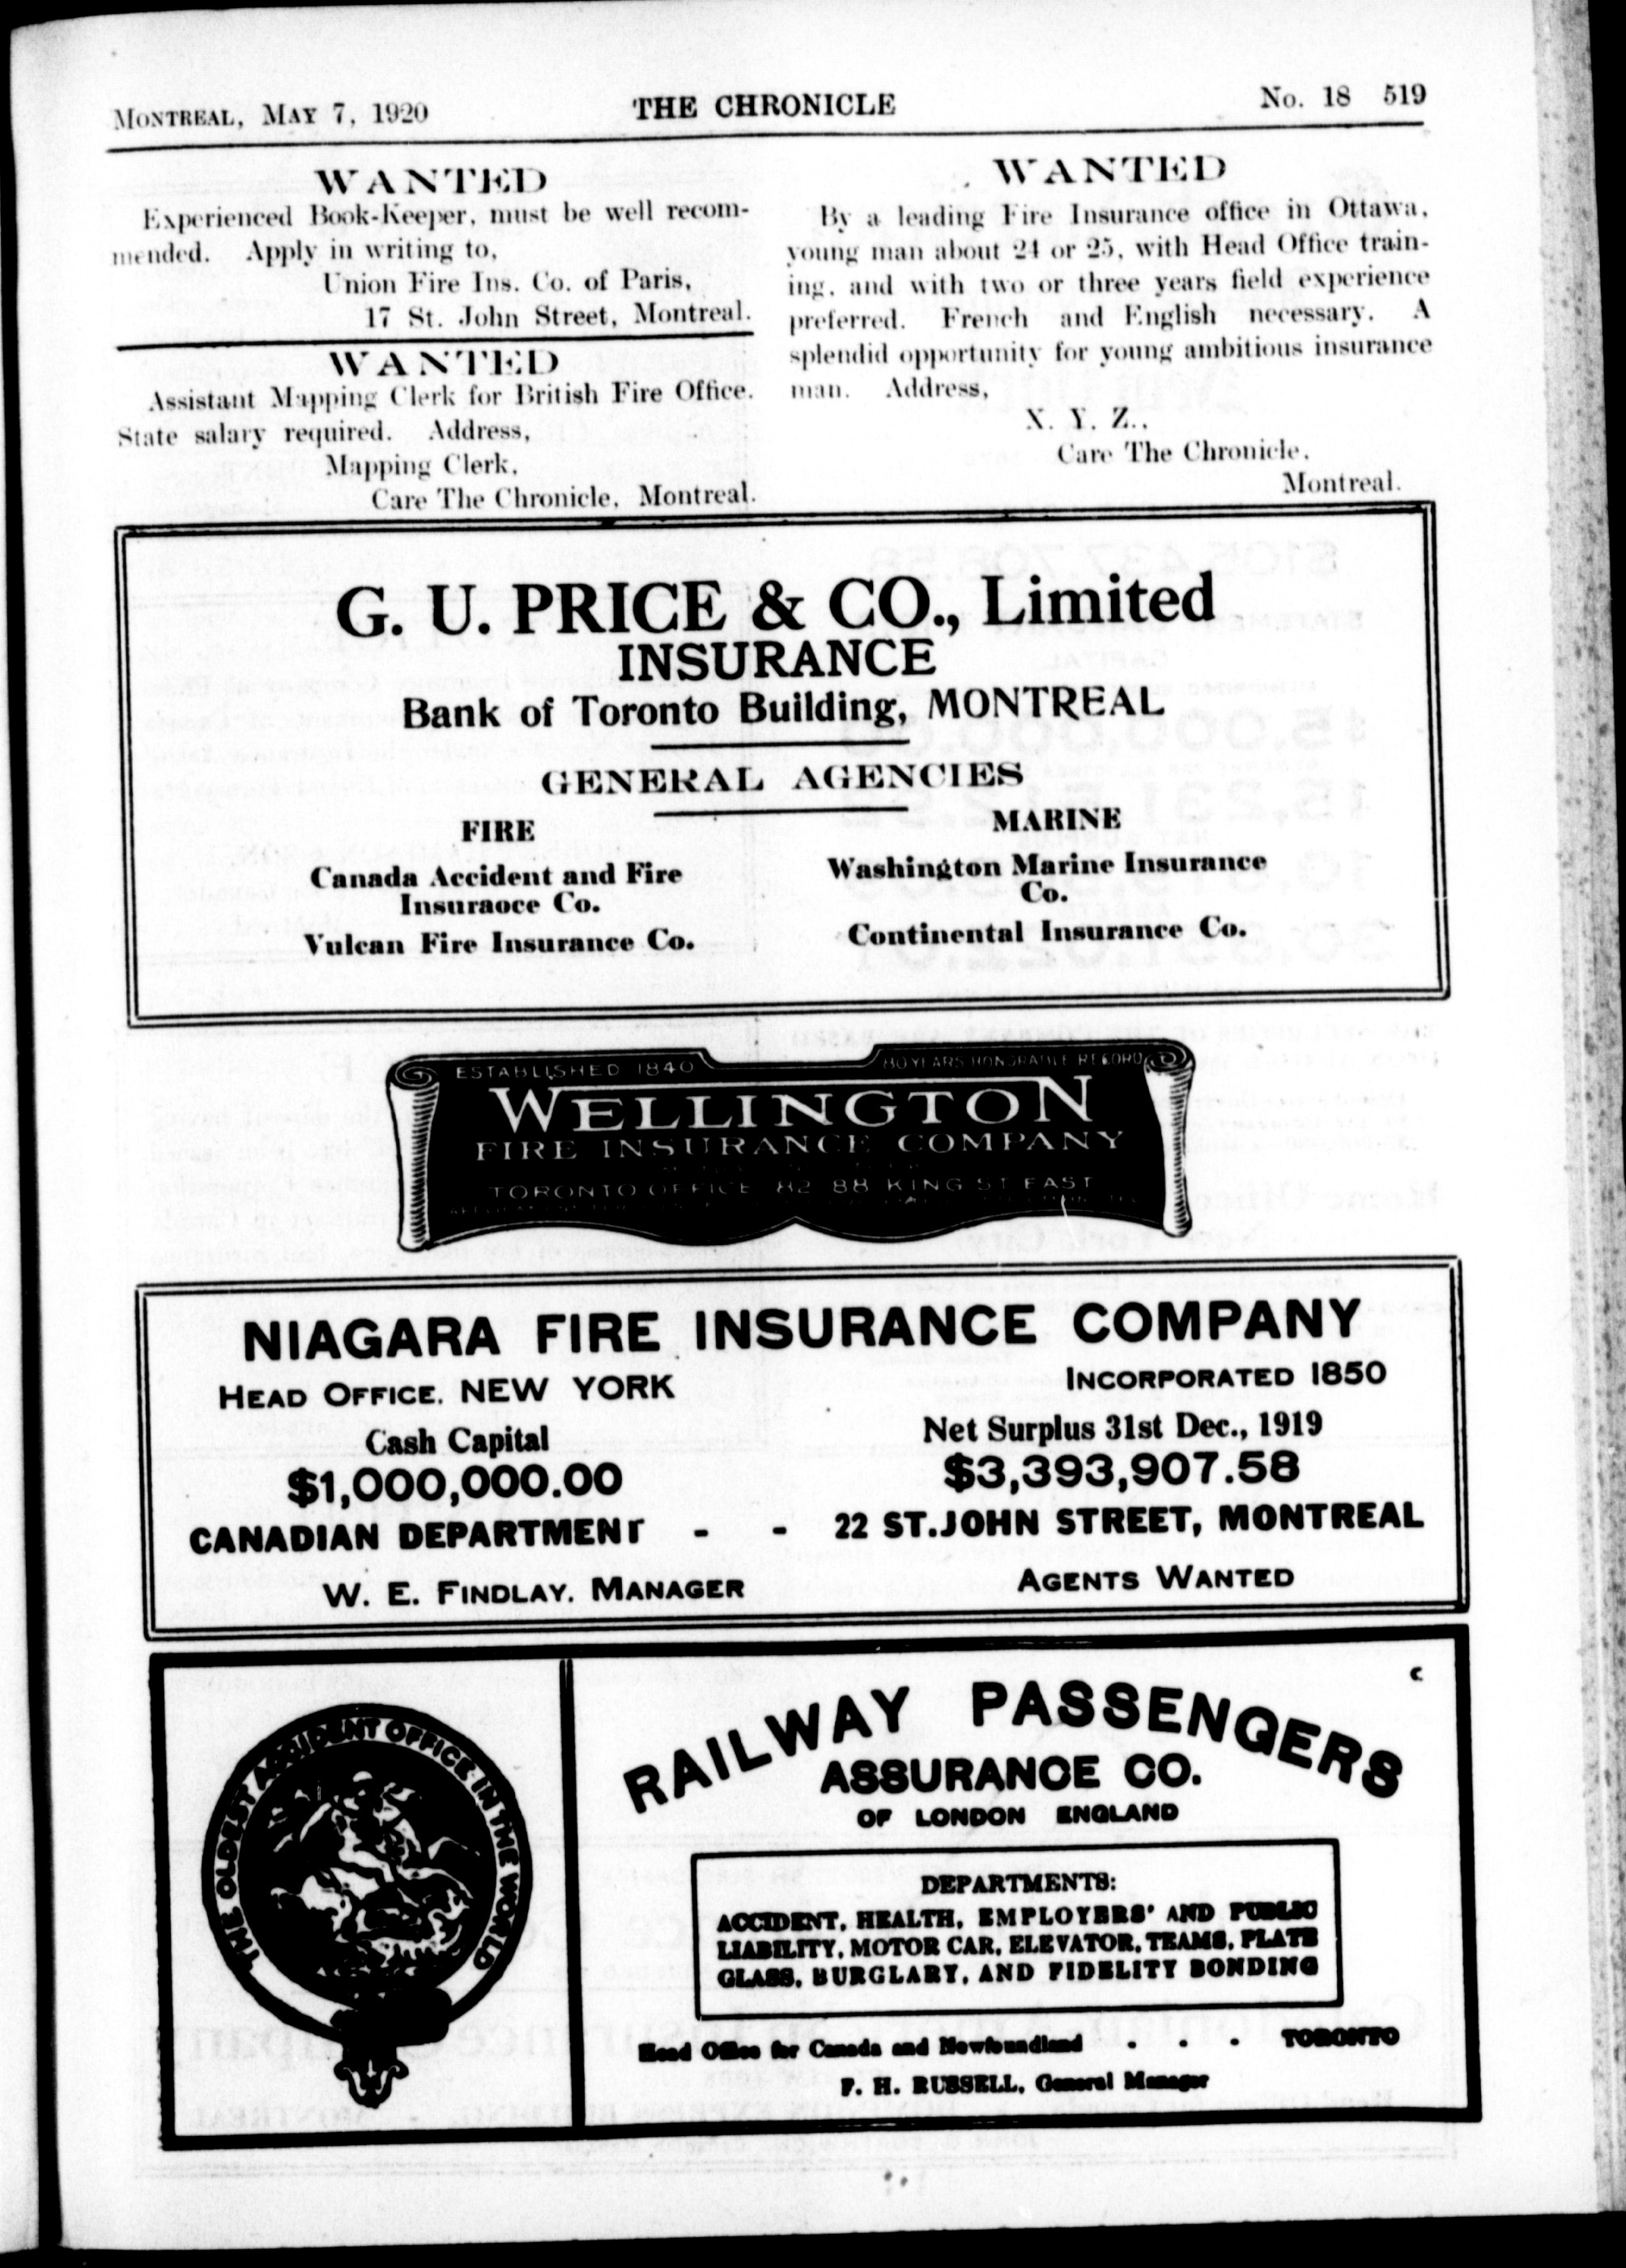 MONTREAL, MAY 7, 1920
THE CHRONICLE
No. 18 519
WANTED
Experienced Book-Keeper, must be well recom-
mended. Apply in writing to,
Union Fire Ins. Co. of Paris,
17 St. John Street, Montreal.
WANTED
Assistant Mapping Clerk for British Fire Office.
State salary required. Address,
Mapping Clerk,
Care The Chronicle, Montreal.
WANTED
By a leading Fire Insurance office in Ottawa,
young man about 24 or 25, with Head Office train-
ing, and with two or three years field experience
preferred. French and English necessary. A
splendid opportunity for young ambitious insurance
man. Address,
X. Y. Z.,
Care The Chronicle,
Montreal.
G. U. PRICE & CO., Limited
INSURANCE
Bank of Toronto Building, MONTREAL
GENERAL AGENCIES
FIRE
Canada Accident and Fire
Insuraoce Co.
Vulcan Fire Insurance Co.
MARINE
Washington Marine Insurance
Co.
Continental Insurance Co.
ESTABLISHED 1840
80 YEARS HONORABLE RECORD
WELLINGTON
FIRE INSURANCE COMPANY
TORONTO OFFICE 82 88 KING ST EAST
NIAGARA FIRE INSURANCE COMPANY
HEAD OFFICE. NEW YORK
INCORPORATED 1850
Cash Capital
$1,000,000.00
Net Surplus 31st Dec., 1919
$3,393,907.58
CANADIAN DEPARTMENT - - 22 ST.JOHN STREET, MONTREAL
W. E. FINDLAY. MANAGER
AGENTS WANTED
THE OLDEST ACCIDENT OFFICE IN THE WORLD
RAILWAY PASSENGERS
ASSURANCE CO.
OF LONDON ENGLAND
DEPARTMENTS:
ACCIDENT, HEALTH, EMPLOYERS' AND PUBLIC
LIABILITY, MOTOR CAR, ELEVATOR, TEAMS, PLATE
GLASS, BURGLARY, AND FIDELITY BONDING
Head Office for Canada and Newfoundland - - - TORONTO
F. H. RUSSELL, General Manager